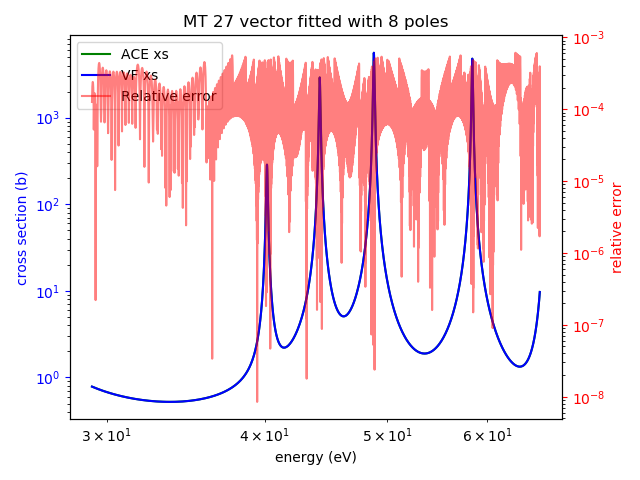 MT 27 vector fitted with 8 poles
ACE xs
VF xs
Relative error
cross section (b)
10³
10²
10¹
10⁰
relative error
10⁻³
10⁻⁴
10⁻⁵
10⁻⁶
10⁻⁷
10⁻⁸
3 × 10¹ 4 × 10¹ 5 × 10¹ 6 × 10¹
energy (eV)